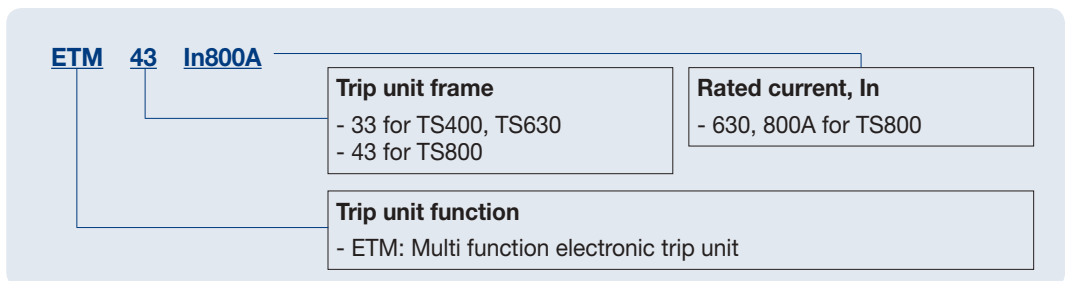 ETM 43 In800A
Trip unit frame
- 33 for TS400, TS630
- 43 for TS800
Rated current, In
- 630, 800A for TS800
Trip unit function
- ETM: Multi function electronic trip unit